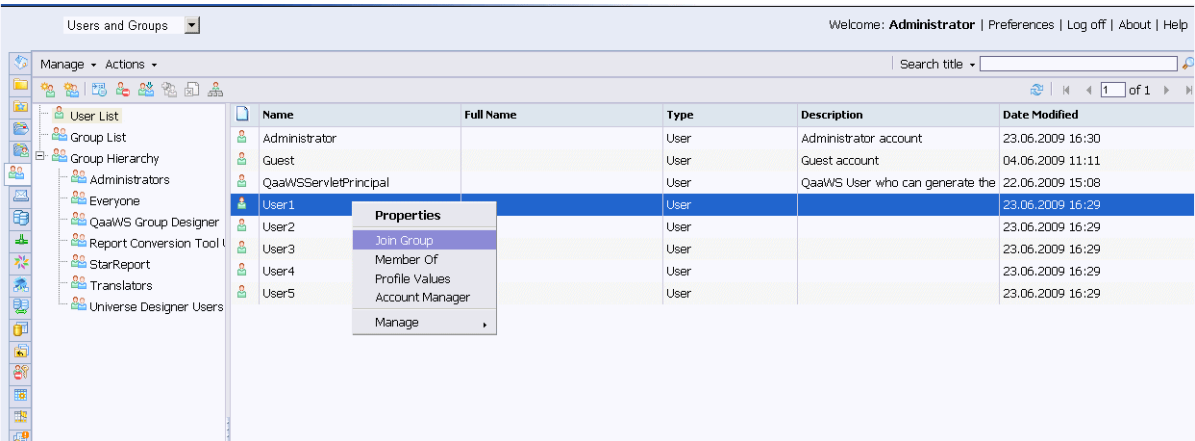 Users and Groups
Welcome: Administrator | Preferences | Log off | About | Help
Manage Actions
Search title
1 of 1
User List
Group List
Group Hierarchy
Administrators
Everyone
QaaWS Group Designer
Report Conversion Tool
StarReport
Translators
Universe Designer Users
Name Full Name Type Description Date Modified
Administrator User Administrator account 23.06.2009 16:30
Guest User Guest account 04.06.2009 11:11
QaaWSServletPrincipal User QaaWS User who can generate the 22.06.2009 15:08
User1 User 23.06.2009 16:29
User2 User 23.06.2009 16:29
User3 User 23.06.2009 16:29
User4 User 23.06.2009 16:29
User5 User 23.06.2009 16:29
Properties
Join Group
Member Of
Profile Values
Account Manager
Manage